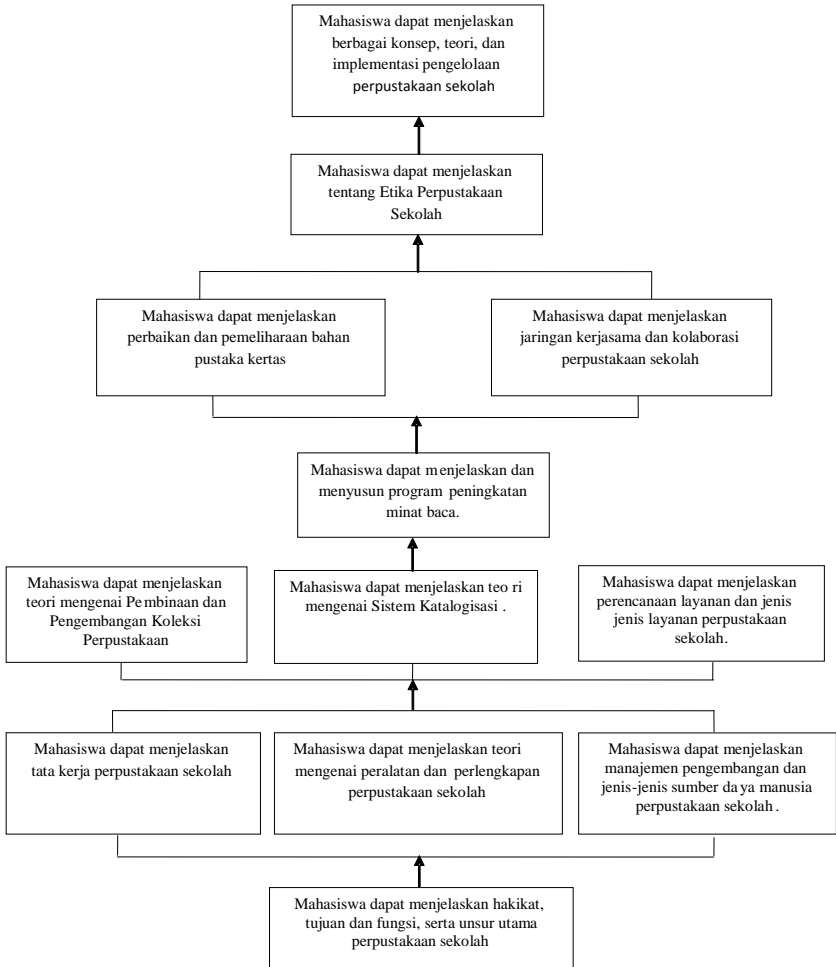 Mahasiswa dapat menjelaskan
berbagai konsep, teori, dan
implementasi pengelolaan
perpustakaan sekolah
Mahasiswa dapat menjelaskan
tentang Etika Perpustakaan
Sekolah
Mahasiswa dapat menjelaskan
perbaikan dan pemeliharaan bahan
pustaka kertas
Mahasiswa dapat menjelaskan
jaringan kerjasama dan kolaborasi
perpustakaan sekolah
Mahasiswa dapat menjelaskan dan
menyusun program peningkatan
minat baca.
Mahasiswa dapat menjelaskan
teori mengenai Pembinaan dan
Pengembangan Koleksi
Perpustakaan
Mahasiswa dapat menjelaskan teo ri
mengenai Sistem Katalogisasi .
Mahasiswa dapat menjelaskan
perencanaan layanan dan jenis
jenis layanan perpustakaan
sekolah.
Mahasiswa dapat menjelaskan
tata kerja perpustakaan sekolah
Mahasiswa dapat menjelaskan teori
mengenai peralatan dan perlengkapan
perpustakaan sekolah
Mahasiswa dapat menjelaskan
manajemen pengembangan dan
jenis-jenis sumber da ya manusia
perpustakaan sekolah .
Mahasiswa dapat menjelaskan hakikat,
tujuan dan fungsi, serta unsur utama
perpustakaan sekolah